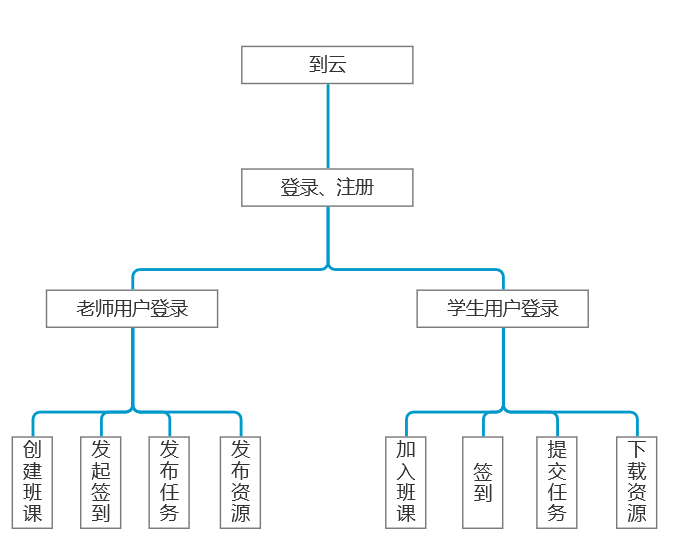 到云
登录、注册
老师用户登录
学生用户登录
创建班课
发起签到
发布任务
发布资源
加入班课
签到
提交任务
下载资源